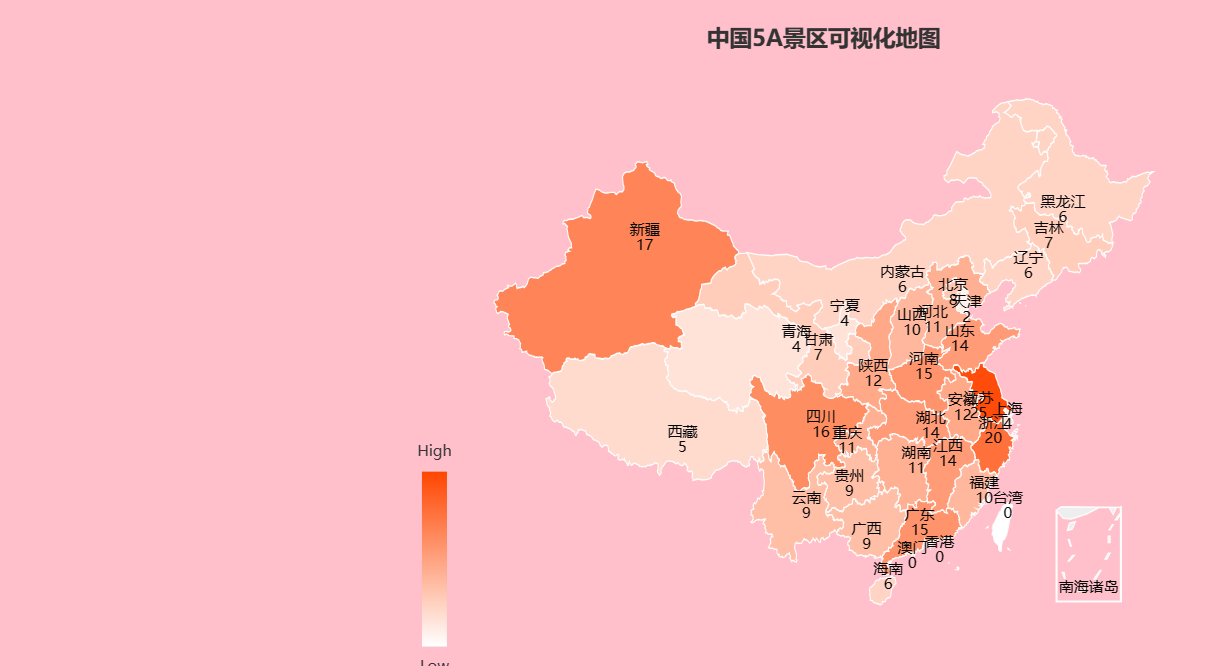 中国5A景区可视化地图
黑龙江
6
吉林
7
新疆
17
辽宁
6
内蒙古
6
北京
8
天津
2
宁夏
4
山西
10
河北
11
山东
14
青海
4
甘肃
7
陕西
12
河南
15
安徽
12
江苏
25
上海
4
四川
16
湖北
14
浙江
20
重庆
11
西藏
5
江西
14
湖南
11
High
贵州
9
福建
10
云南
9
台湾
0
广东
15
广西
9
澳门
0
香港
0
海南
6
南海诸岛
Low